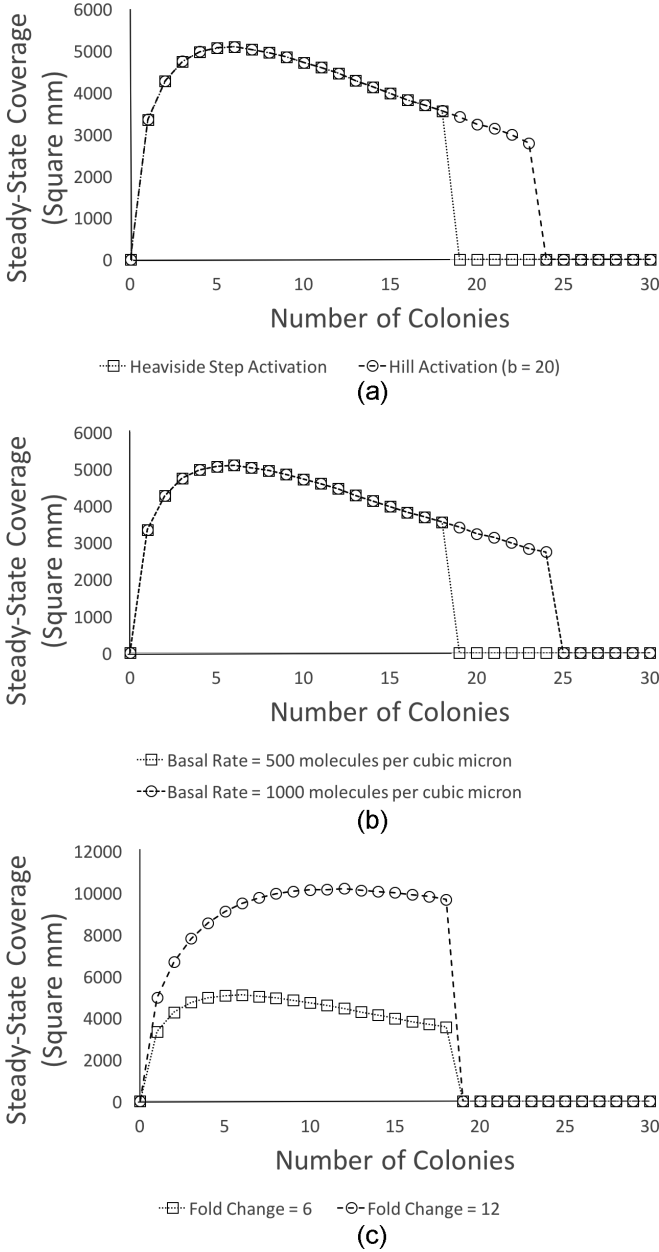 6000
5000
4000
3000
2000
1000
0
Steady-State Coverage
(Square mm)
0 5 10 15 20 25 30
Number of Colonies
Heaviside Step Activation Hill Activation (b = 20)
(a)
6000
5000
4000
3000
2000
1000
0
Steady-State Coverage
(Square mm)
0 5 10 15 20 25 30
Number of Colonies
Basal Rate = 500 molecules per cubic micron
Basal Rate = 1000 molecules per cubic micron
(b)
12000
10000
8000
6000
4000
2000
0
Steady-State Coverage
(Square mm)
0 5 10 15 20 25 30
Number of Colonies
Fold Change = 6 Fold Change = 12
(c)